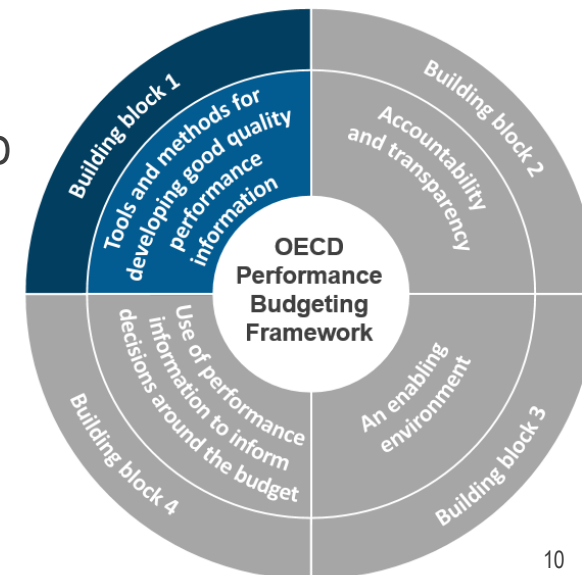 Building block 1
Tools and methods for
developing good quality
performance
information
Building block 2
Accountability
and transparency
OECD
Performance
Budgeting
Framework
Use of performance
information to inform
decisions around the budget
Building block 4
An enabling
environment
Building block 3
10